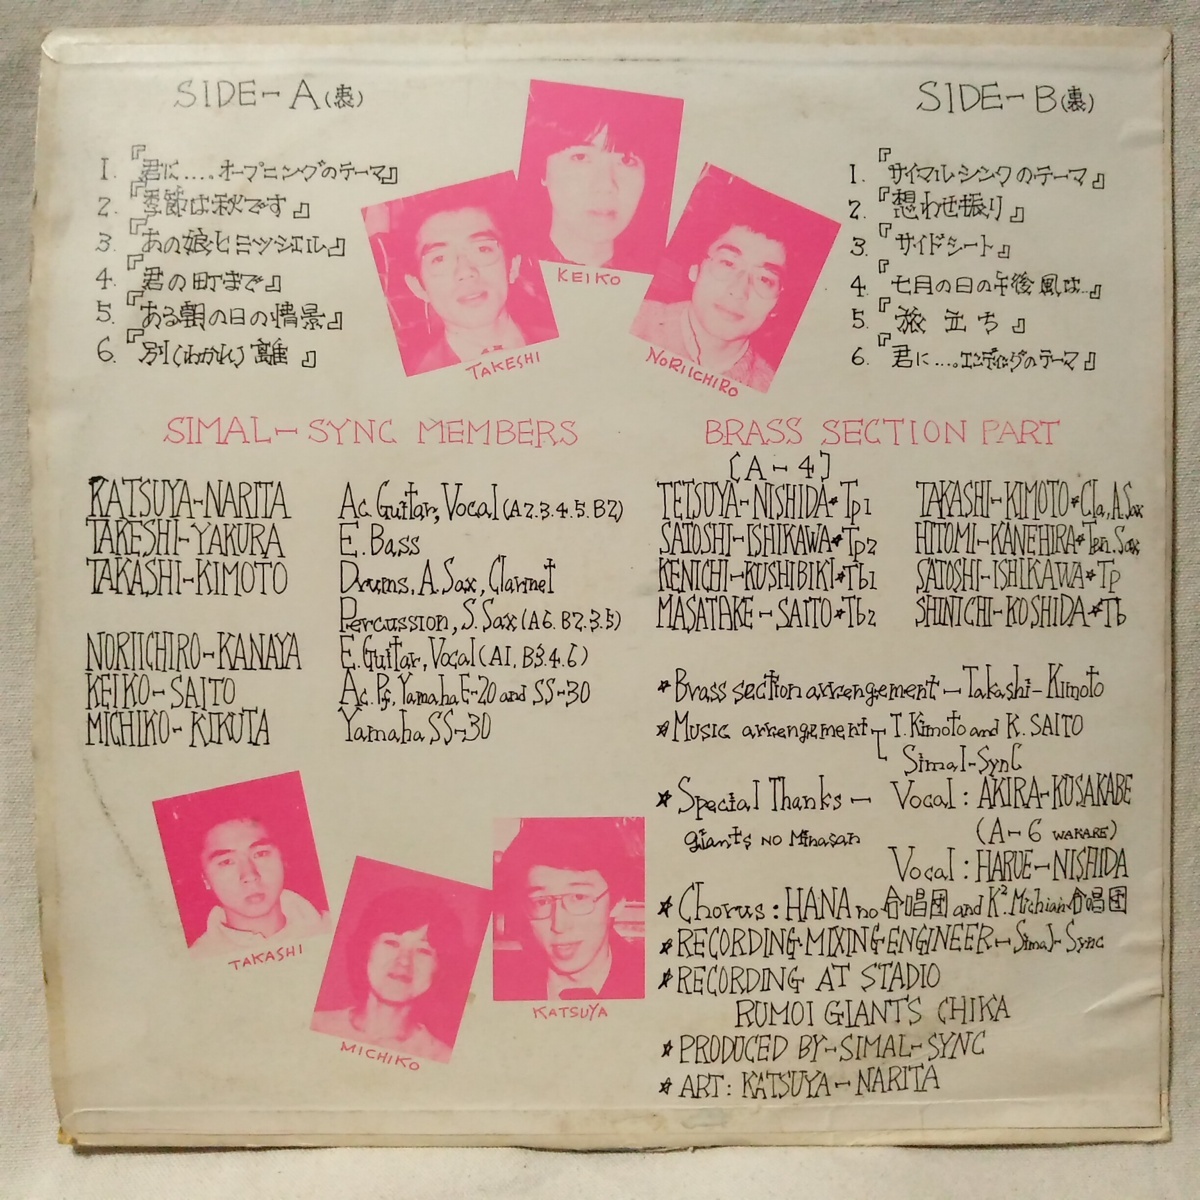 SIDE-A(表)
1. 『君に....。オープニングのテーマ』
2. 『季節は秋です』
3. 『あの娘とミッシェル』
4. 『君の町まで』
5. 『ある朝の日の情景』
6. 『別(わかれ)離』
SIDE-B(裏)
1. 『サイマルシンクのテーマ』
2. 『想わせ振り』
3. 『サイドシート』
4. 『七月の日の午後風は...』
5. 『旅立ち』
6. 『君に....。エンディングのテーマ』
KEIKO
TAKESHI
NORIICHIRO
SIMAL-SYNC MEMBERS
KATSUYA-NARITA Ac.Guitar, Vocal (A2.3.4.5.B2)
TAKESHI-YAKURA E.Bass
TAKASHI-KIMOTO Drums, A.Sax, Clarinet
Percussion, S.Sax (A6.B2.3.5)
NORIICHIRO-KANAYA E.Guitar, Vocal (A1, B3.4.6)
KEIKO-SAITO Ac.Pf, Yamaha E-20 and SS-30
MICHIKO-KIKUTA Yamaha SS-30
TAKASHI
MICHIKO
KATSUYA
BRASS SECTION PART
[A-4]
TETSUYA-NISHIDA★Tp1 TAKASHI-KIMOTO★Cla, A.Sax
SATOSHI-ISHIKAWA★Tp2 HITOMI-KANEHIRA★Ten.Sax
KENICHI-KUSHIBIKI★Tb1 SATOSHI-ISHIKAWA★Tp
MASATAKE-SAITO★Tb2 SHINICHI-KOSHIDA★Tb
★Brass section arrengement-Takashi-Kimoto
★Music arrengement T.Kimoto and K.SAITO
Simal-Sync
★Special Thanks- Vocal: AKIRA-KUSAKABE
giants no Minasan (A-6 WAKARE)
Vocal: HARUE-NISHIDA
★Chorus: HANA no 合唱団 and K². Michian合唱団
★RECORDING・MIXING・ENGINEER-Simal-Sync
★RECORDING AT STADIO
RUMOI GIANTS CHIKA
★PRODUCED BY-SIMAL-SYNC
★ART: KATSUYA-NARITA